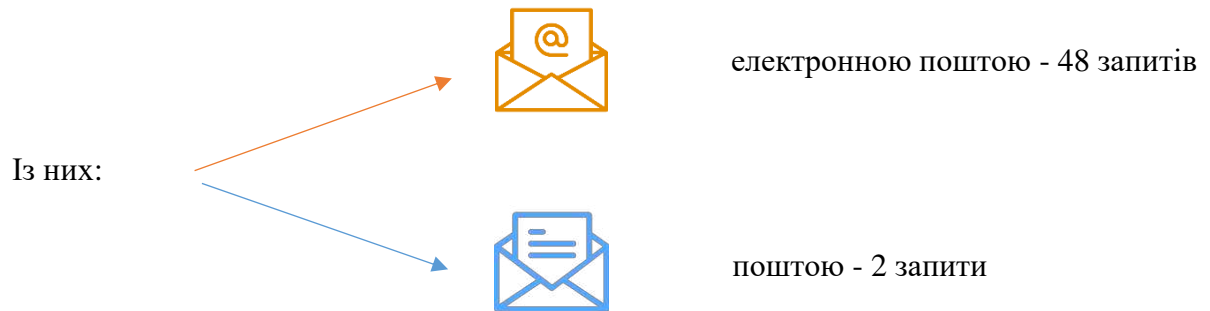 @
електронною поштою - 48 запитів
Із них:
поштою - 2 запити